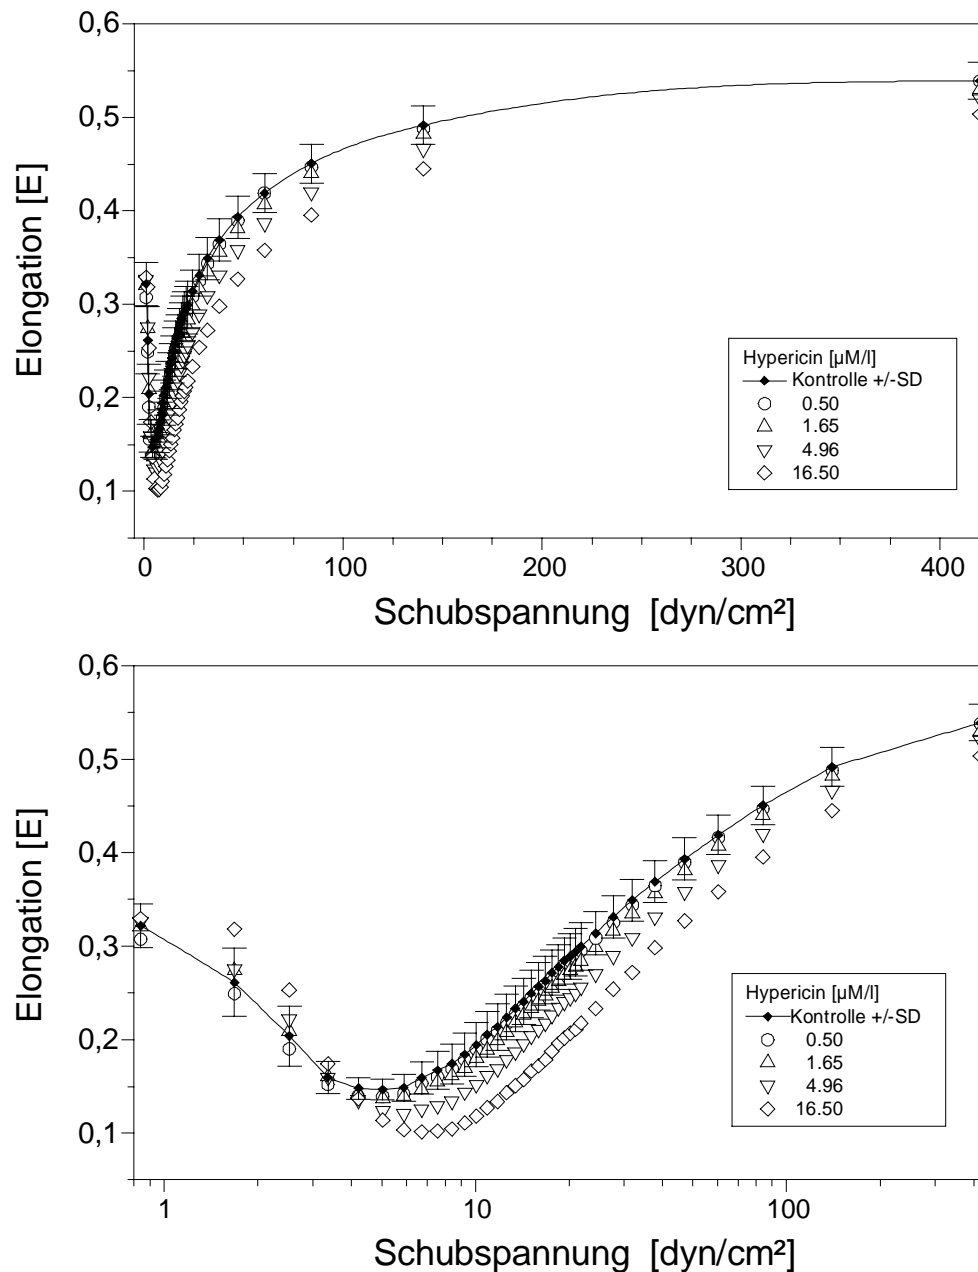 0,6
0,5
0,4
0,3
0,2
0,1
Elongation [E]
Hypericin [µM/l]
Kontrolle +/-SD
0.50
1.65
4.96
16.50
0 100 200 300 400
Schubspannung [dyn/cm²]
0,6
0,5
0,4
0,3
0,2
0,1
Elongation [E]
Hypericin [µM/l]
Kontrolle +/-SD
0.50
1.65
4.96
16.50
1 10 100
Schubspannung [dyn/cm²]